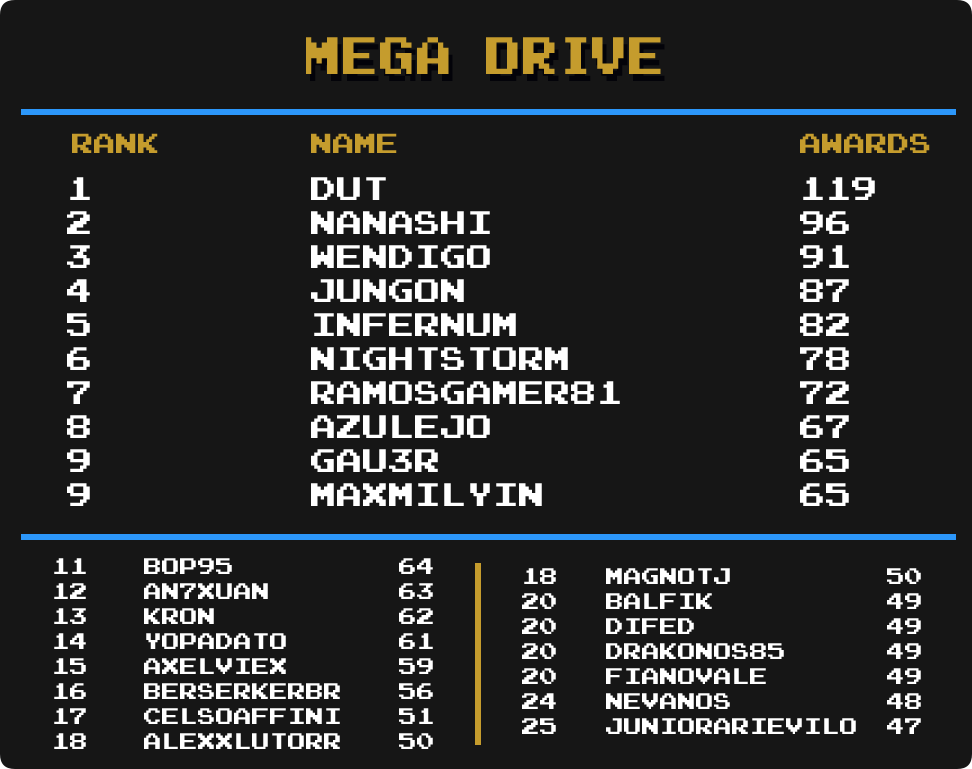 MEGA DRIVE
RANK NAME AWARDS
1 DUT 119
2 NANASHI 96
3 WENDIGO 91
4 JUNGON 87
5 INFERNUM 82
6 NIGHTSTORM 78
7 RAMOSGAMER81 72
8 AZULEJO 67
9 GAU3R 65
9 MAXMILYIN 65
11 BOP95 64
12 AN7XUAN 63
13 KRON 62
14 YOPADATO 61
15 AXELVIEX 59
16 BERSERKERBR 56
17 CELSOAFFINI 51
18 ALEXXLUTORR 50
18 MAGNOTJ 50
20 BALFIK 49
20 DIFED 49
20 DRAKONOS85 49
20 FIANOVALE 49
24 NEVANOS 48
25 JUNIORARIEVILO 47